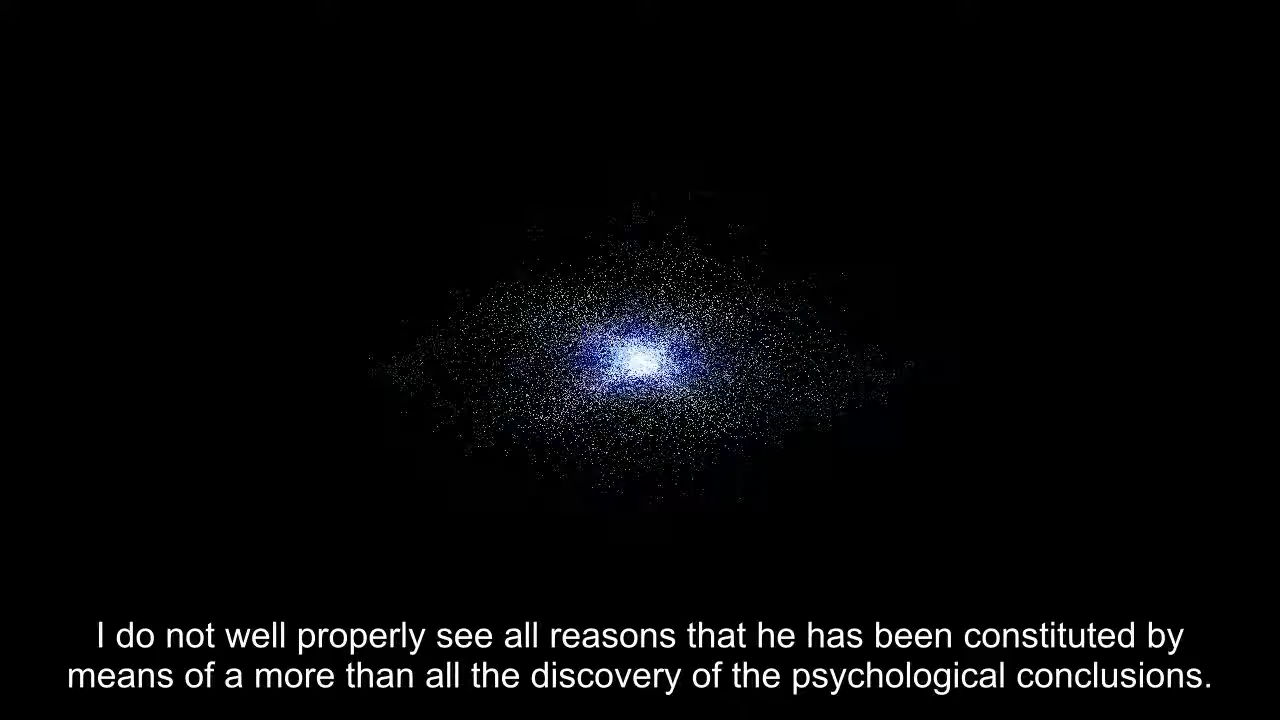 I do not well properly see all reasons that he has been constituted by
means of a more than all the discovery of the psychological conclusions.